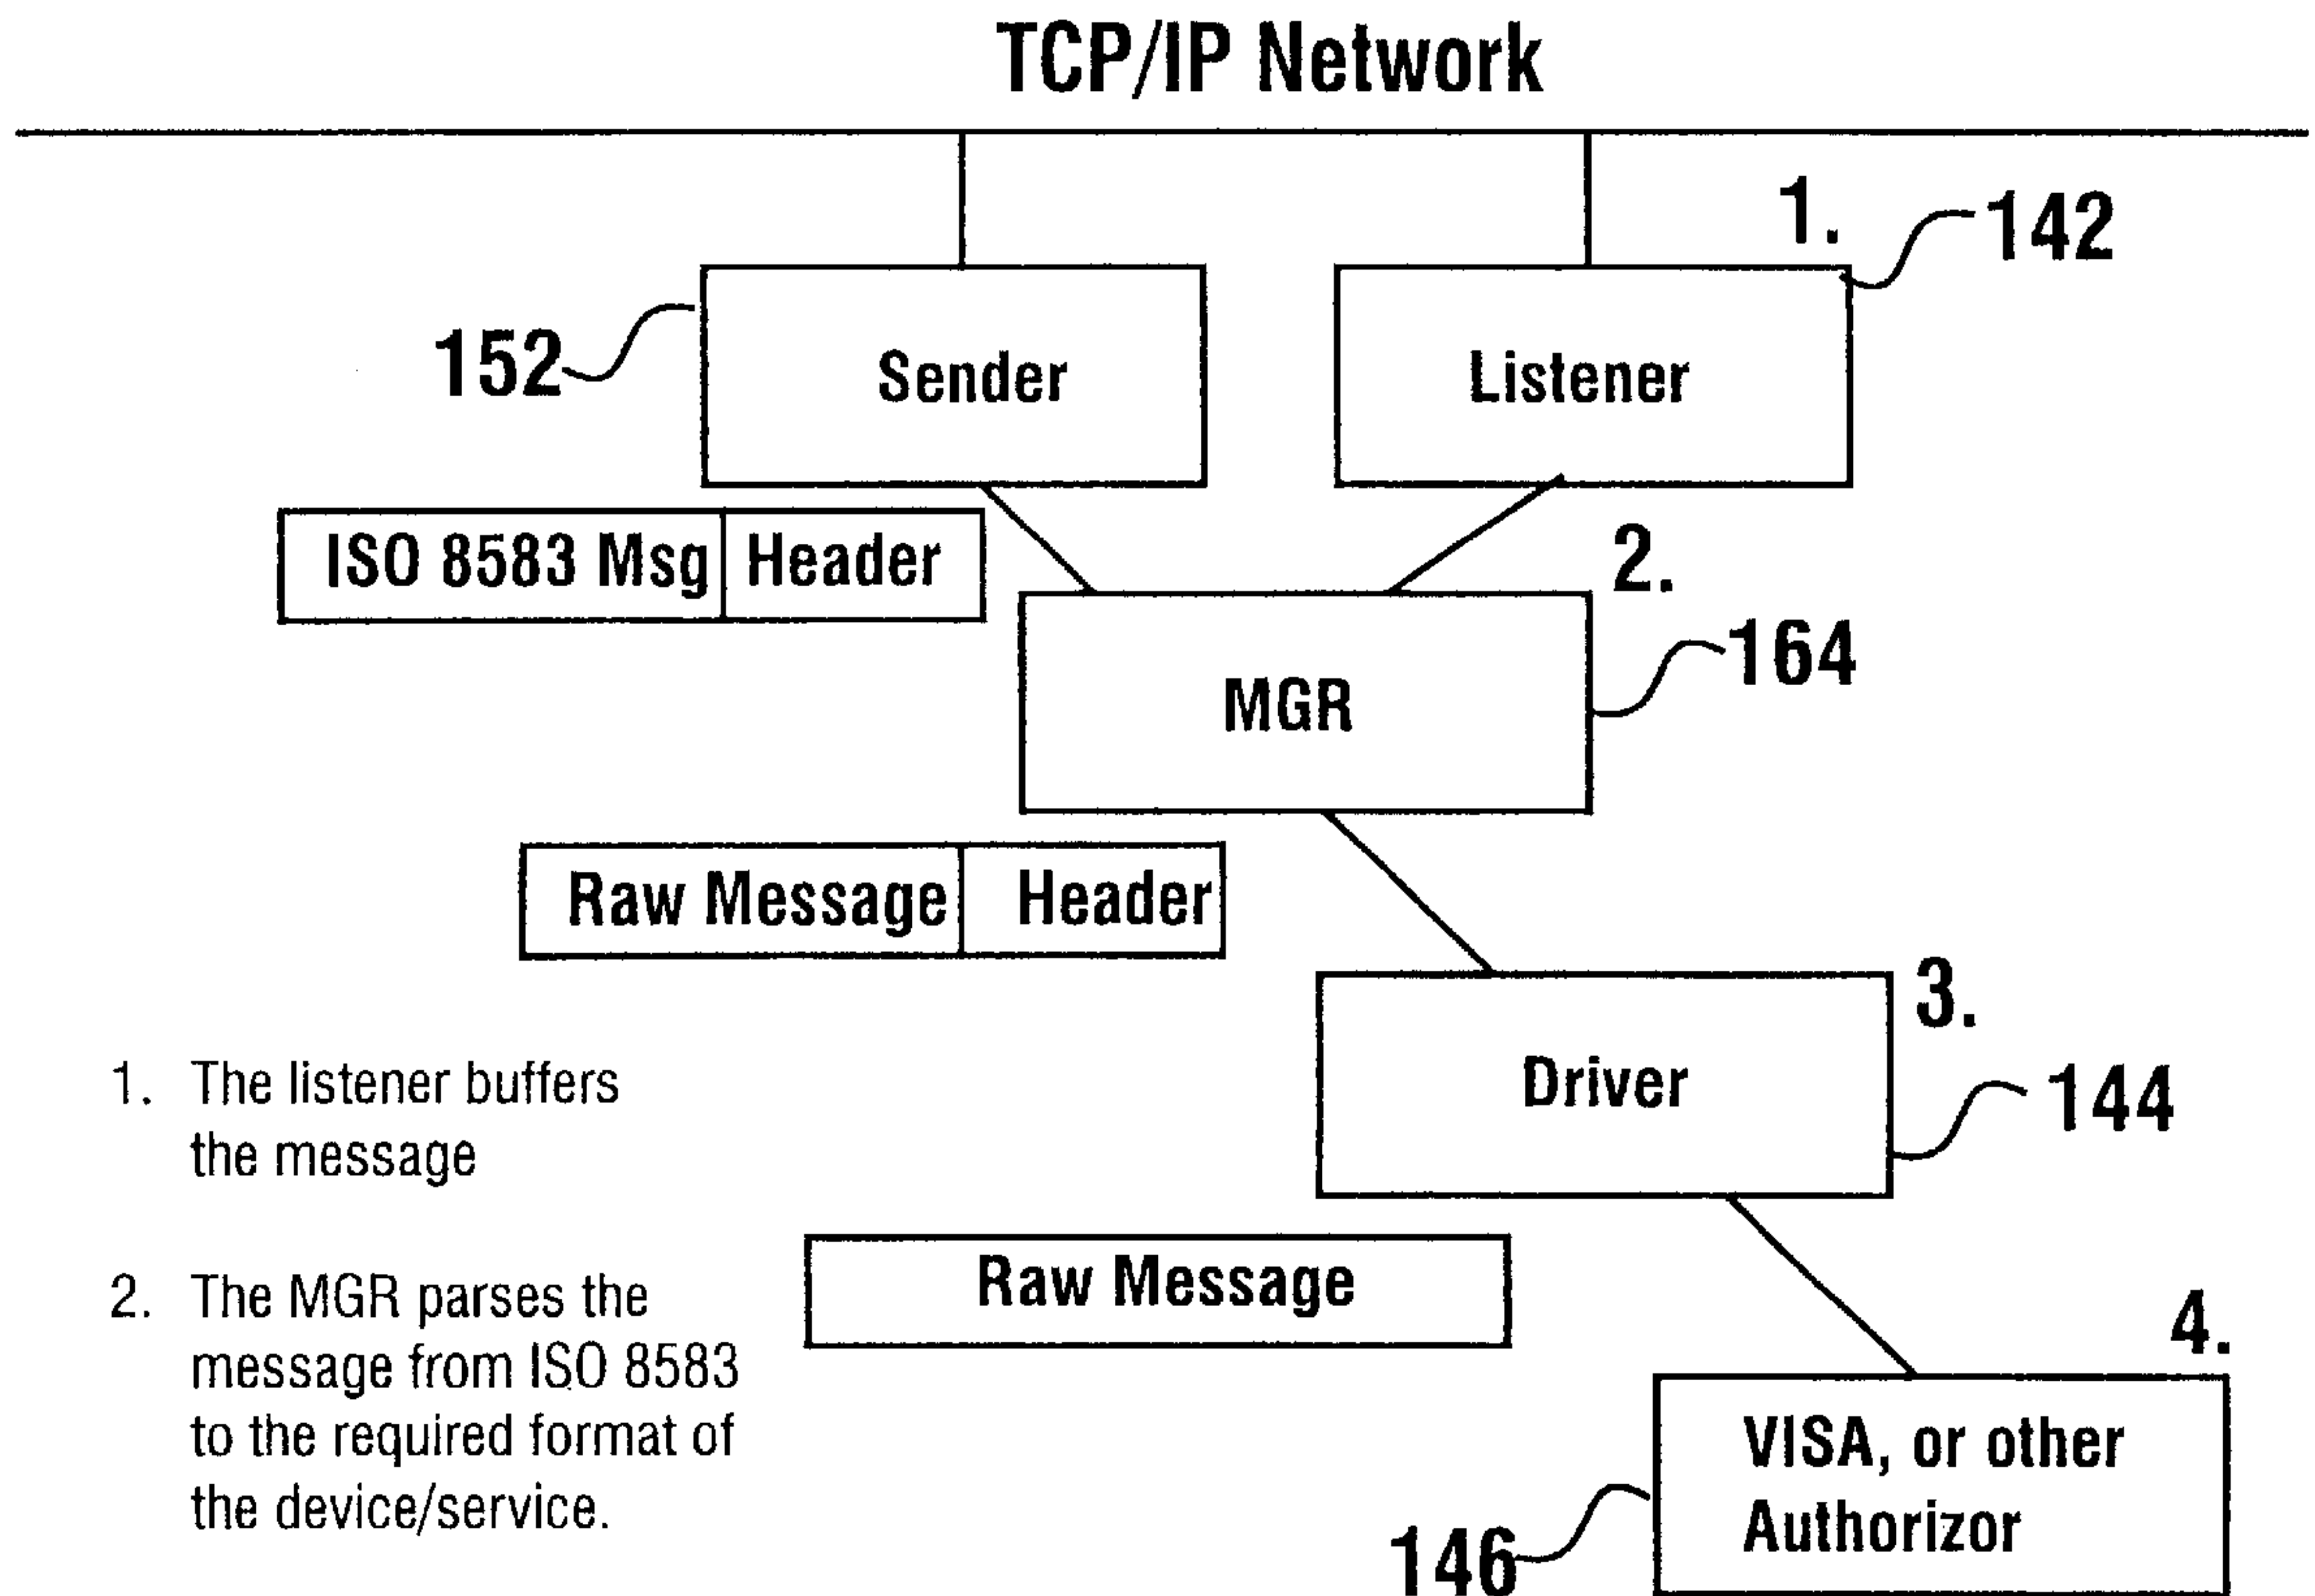 TCP/IP Network
1.
142
152
Sender
Listener
ISO 8583 Msg Header
2.
164
MGR
Raw Message Header
3.
Driver
144
1. The listener buffers
the message
Raw Message
2. The MGR parses the
message from ISO 8583
to the required format of
the device/service.
4.
VISA, or other
Authorizor
146